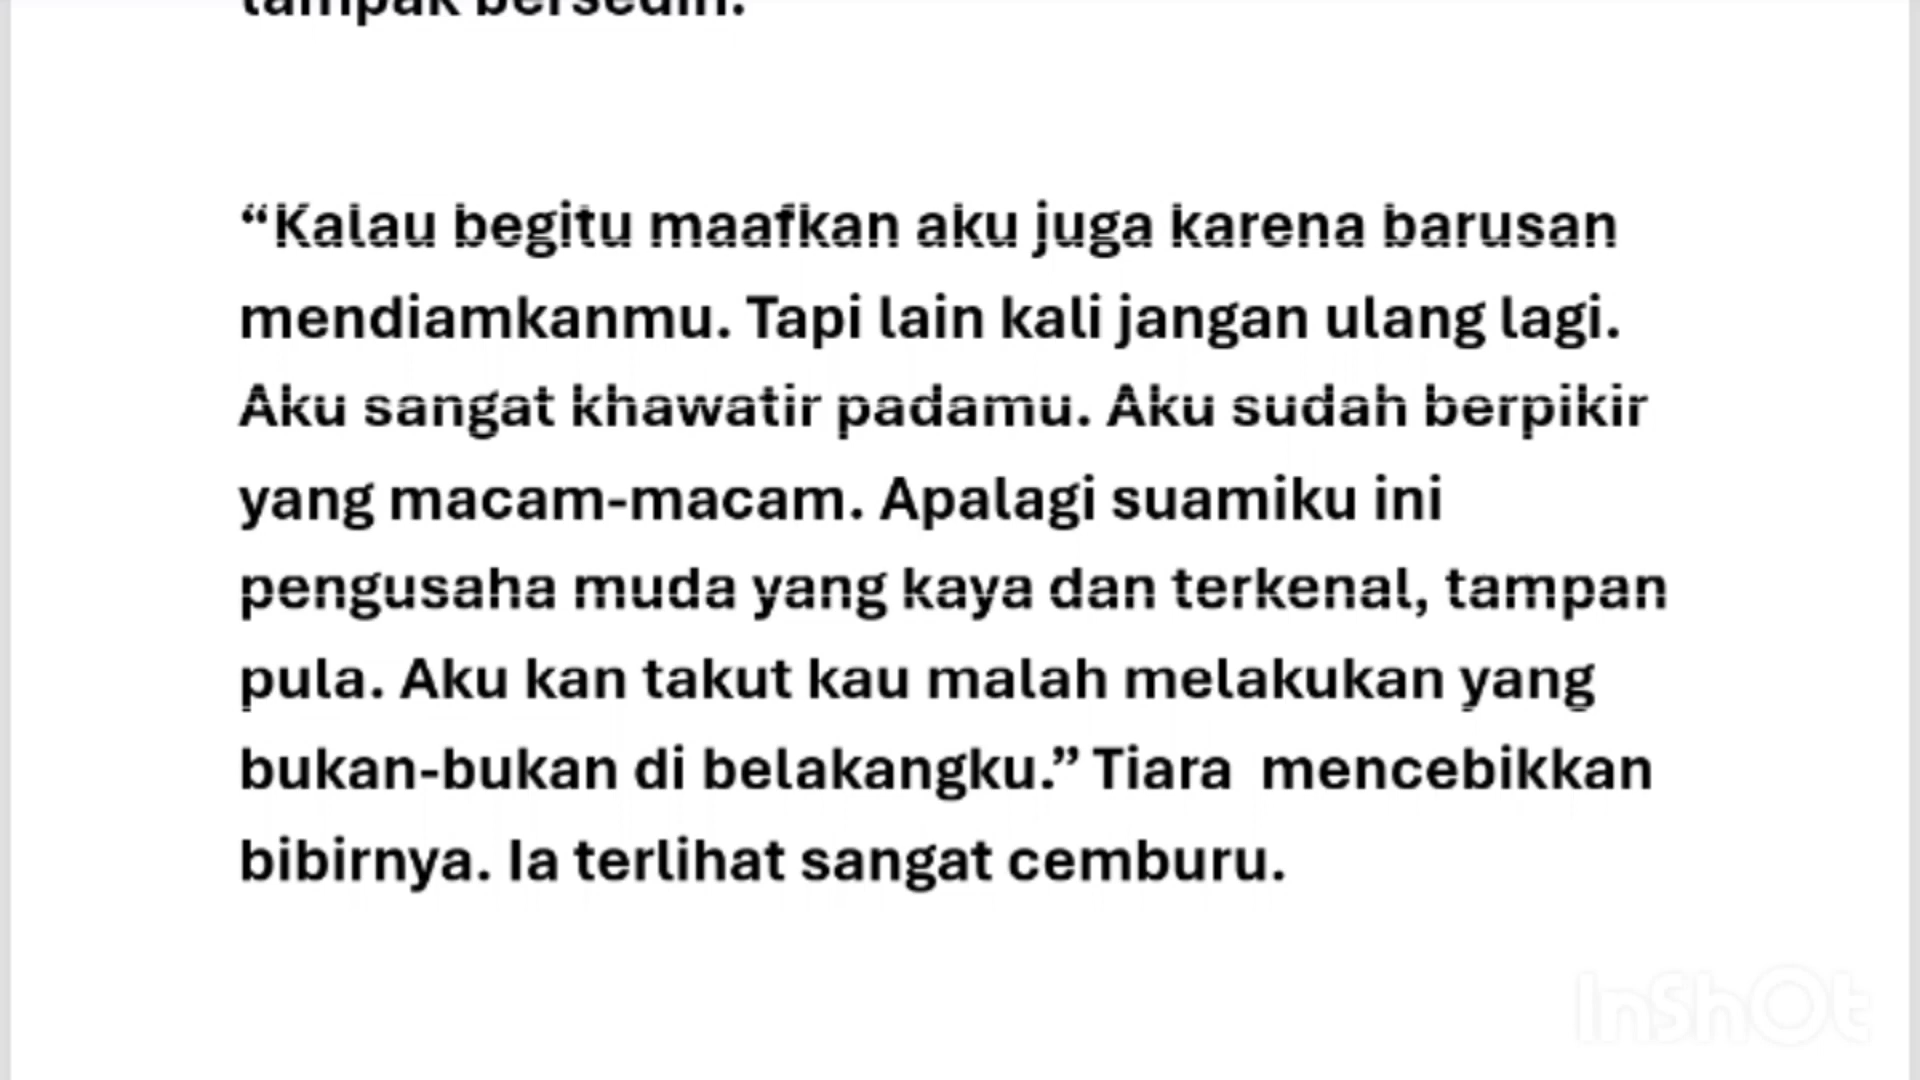 tampak bersedih.
“Kalau begitu maafkan aku juga karena barusan
mendiamkanmu. Tapi lain kali jangan ulang lagi.
Aku sangat khawatir padamu. Aku sudah berpikir
yang macam-macam. Apalagi suamiku ini
pengusaha muda yang kaya dan terkenal, tampan
pula. Aku kan takut kau malah melakukan yang
bukan-bukan di belakangku.” Tiara  mencebikkan
bibirnya. Ia terlihat sangat cemburu.
InShOt